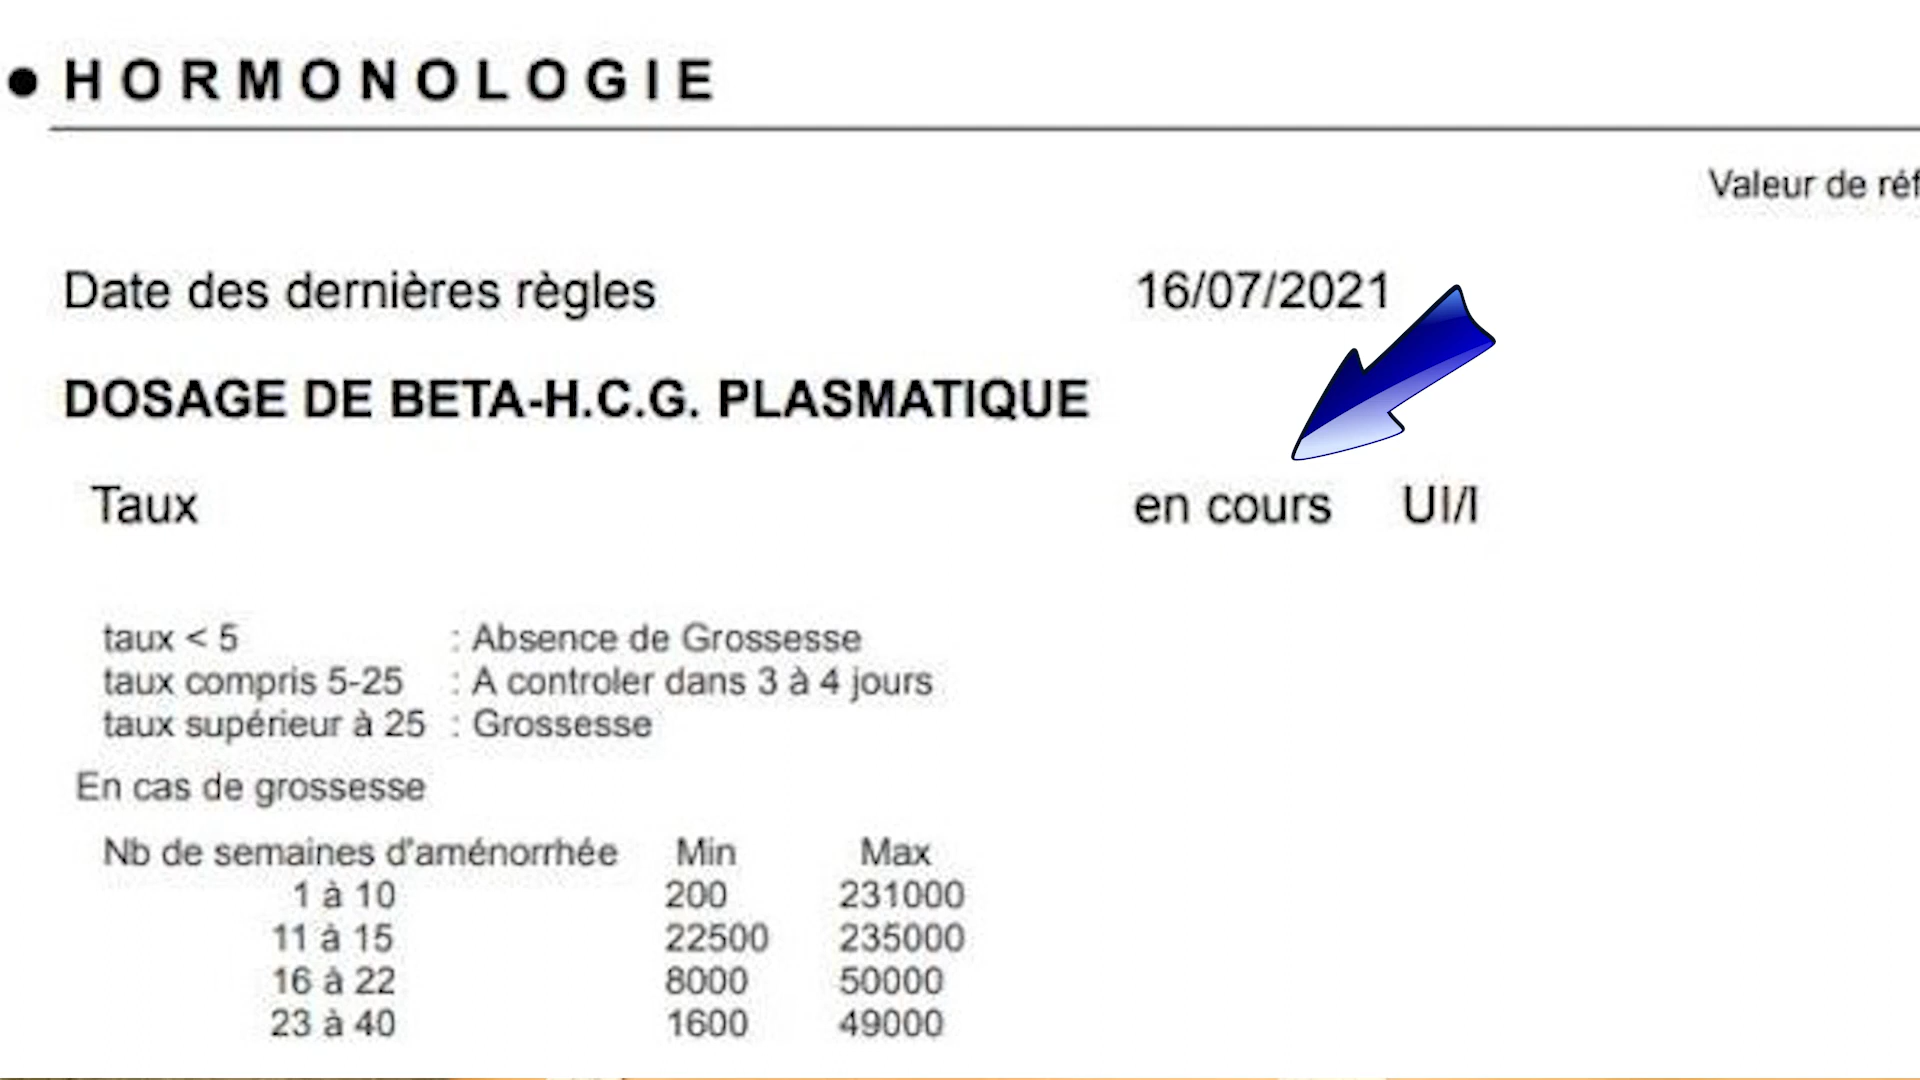 ● HORMONOLOGIE
Valeur de réf
Date des dernières règles 16/07/2021
DOSAGE DE BETA-H.C.G. PLASMATIQUE
Taux en cours UI/l
taux < 5 : Absence de Grossesse
taux compris 5-25 : A controler dans 3 à 4 jours
taux supérieur à 25 : Grossesse
En cas de grossesse
Nb de semaines d'aménorrhée Min Max
1 à 10 200 231000
11 à 15 22500 235000
16 à 22 8000 50000
23 à 40 1600 49000